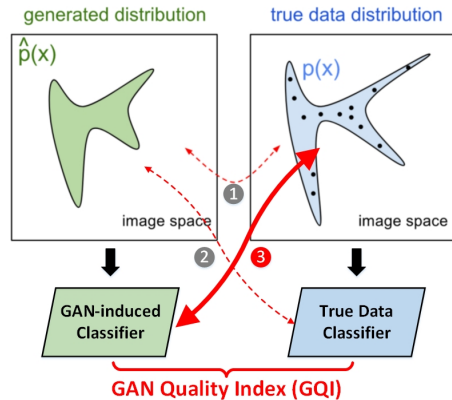 generated distribution
true data distribution
p̂(x)
p(x)
1
image space
image space
2
3
GAN-induced
Classifier
True Data
Classifier
GAN Quality Index (GQI)